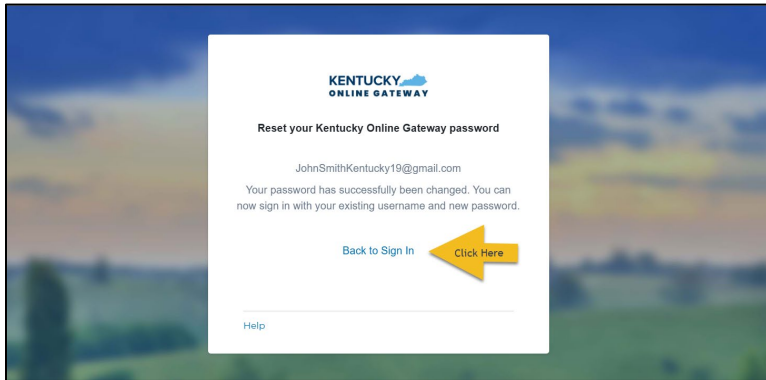 KENTUCKY
ONLINE GATEWAY
Reset your Kentucky Online Gateway password
JohnSmithKentucky19@gmail.com
Your password has successfully been changed. You can
now sign in with your existing username and new password.
Back to Sign In
Click Here
Help